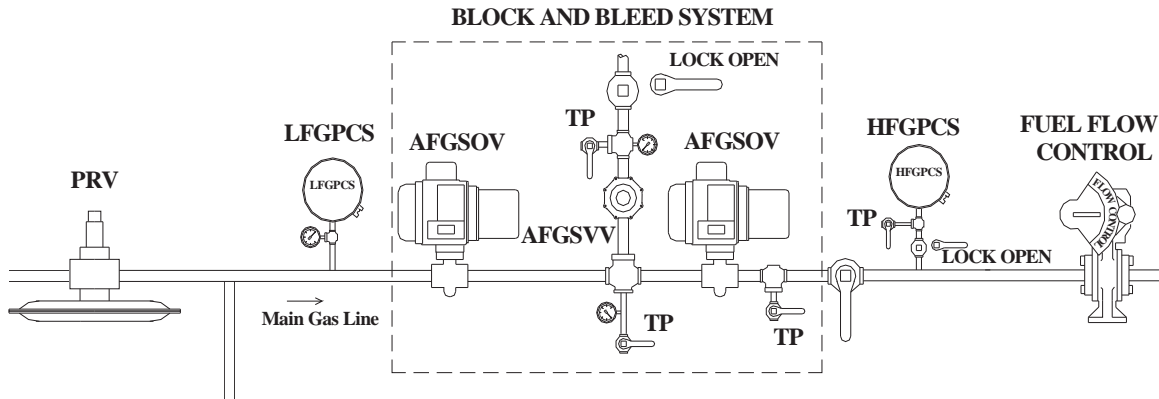 BLOCK AND BLEED SYSTEM
LOCK OPEN
TP
LFGPCS
HFGPCS
FUEL FLOW
CONTROL
AFGSOV
AFGSOV
PRV
LFGPCS
HFGPCS
FLOW CONTROL
TP
AFGSVV
LOCK OPEN
Main Gas Line
TP
TP